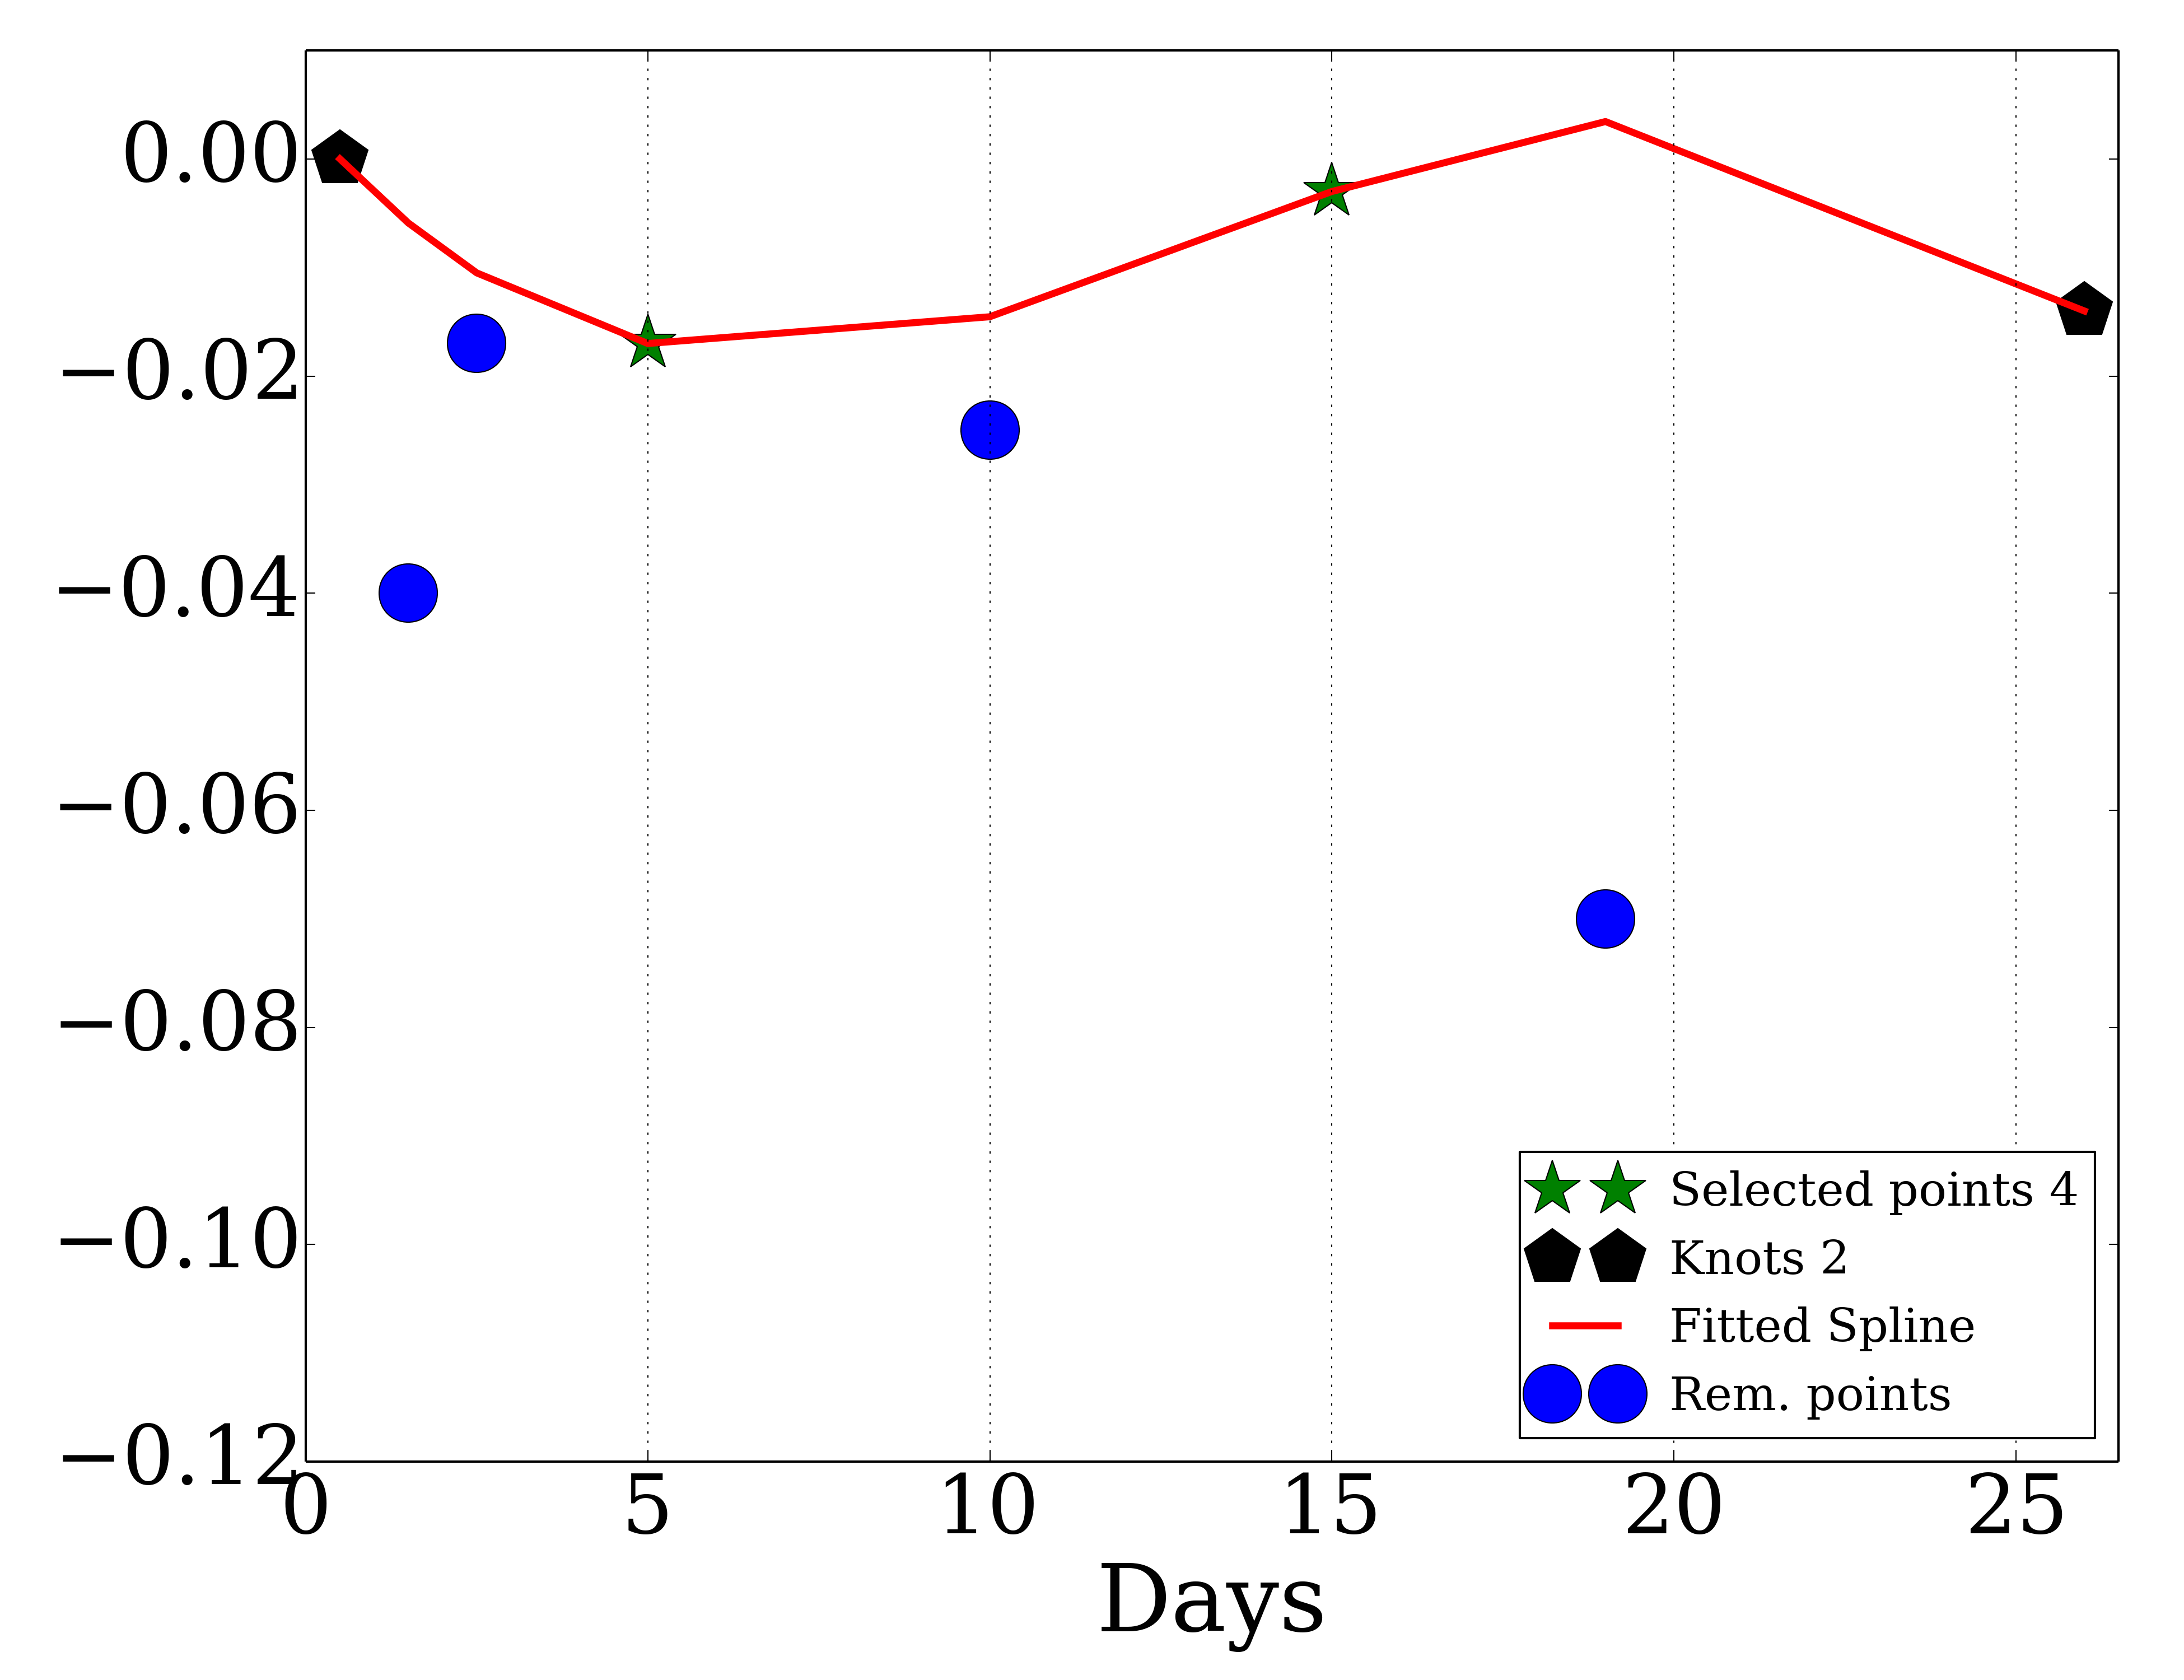 0.00
−0.02
−0.04
−0.06
−0.08
−0.10
−0.12
0 5 10 15 20 25
Days
Selected points 4
Knots 2
Fitted Spline
Rem. points